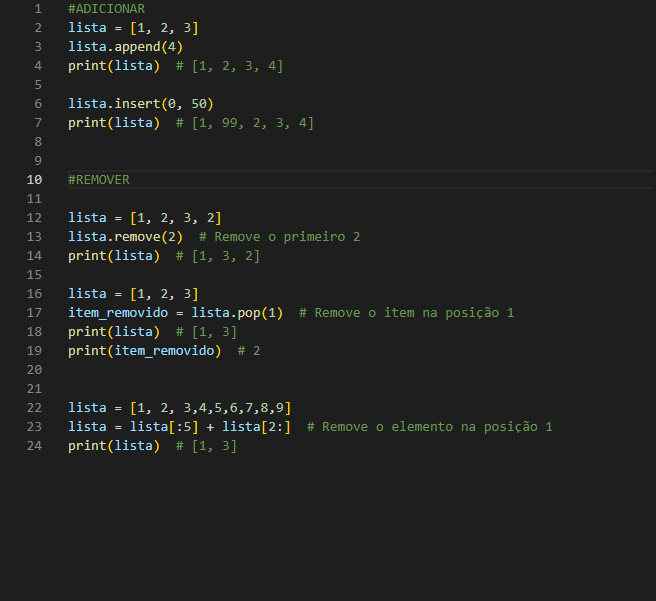 1 #ADICIONAR
2 lista = [1, 2, 3]
3 lista.append(4)
4 print(lista)  # [1, 2, 3, 4]
5
6 lista.insert(0, 50)
7 print(lista)  # [1, 99, 2, 3, 4]
8
9
10 #REMOVER
11
12 lista = [1, 2, 3, 2]
13 lista.remove(2)  # Remove o primeiro 2
14 print(lista)  # [1, 3, 2]
15
16 lista = [1, 2, 3]
17 item_removido = lista.pop(1)  # Remove o item na posição 1
18 print(lista)  # [1, 3]
19 print(item_removido)  # 2
20
21
22 lista = [1, 2, 3,4,5,6,7,8,9]
23 lista = lista[:5] + lista[2:]  # Remove o elemento na posição 1
24 print(lista)  # [1, 3]